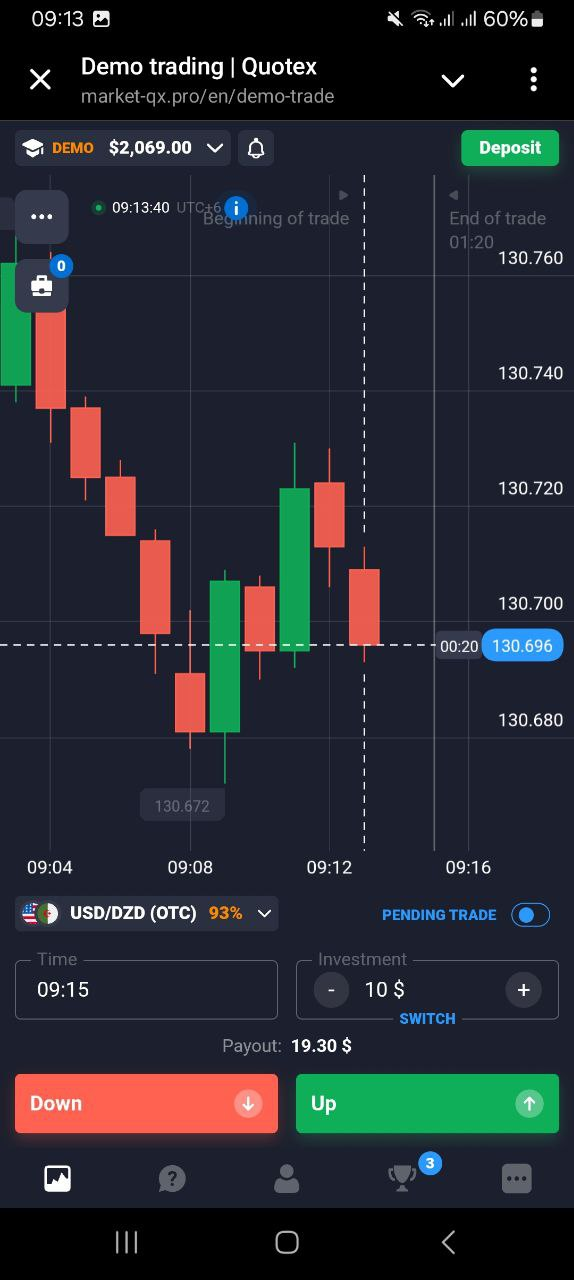 09:13 60%
Demo trading | Quotex
market-qx.pro/en/demo-trade
DEMO $2,069.00 Deposit
09:13:40 UTC+6 i
Beginning of trade End of trade
01:20
0
130.760
130.740
130.720
130.700
00:20 130.696
130.680
130.672
09:04 09:08 09:12 09:16
USD/DZD (OTC) 93% PENDING TRADE
Time Investment
09:15 - 10 $ +
SWITCH
Payout: 19.30 $
Down Up
?
3